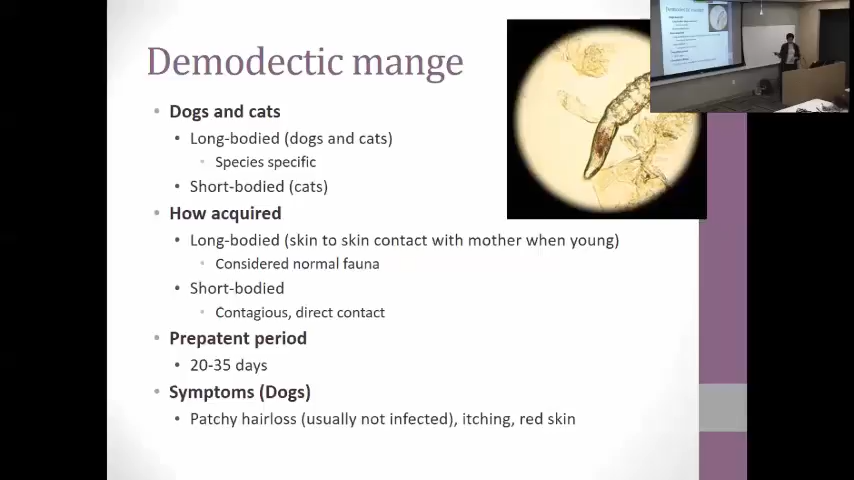 Demodectic mange
• Dogs and cats
• Long-bodied (dogs and cats)
• Species specific
• Short-bodied (cats)
• How acquired
• Long-bodied (skin to skin contact with mother when young)
• Considered normal fauna
• Short-bodied
• Contagious, direct contact
• Prepatent period
• 20-35 days
• Symptoms (Dogs)
• Patchy hairloss (usually not infected), itching, red skin